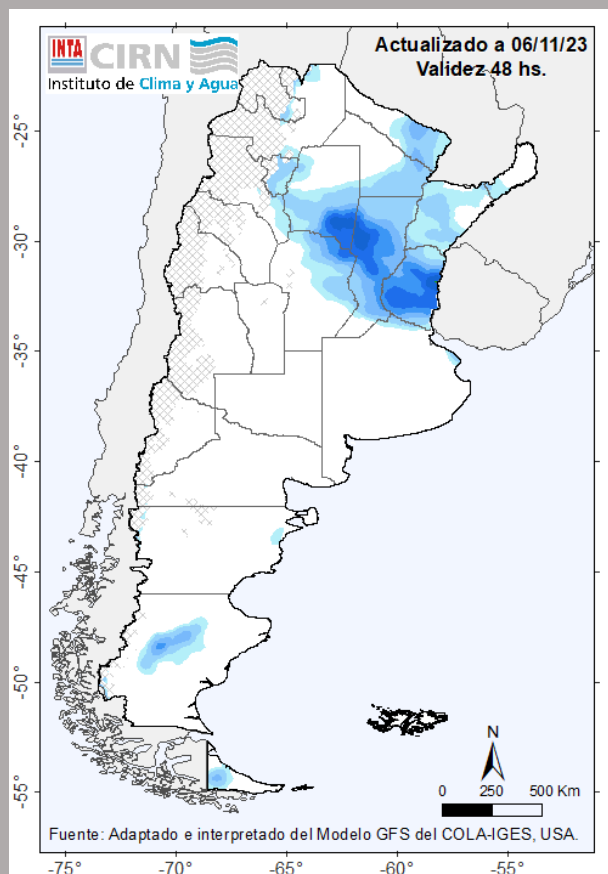 INTA CIRN
Instituto de Clima y Agua
Actualizado a 06/11/23
Validez 48 hs.
-25°
-30°
-35°
-40°
-45°
-50°
-55°
N
0 250 500 Km
Fuente: Adaptado e interpretado del Modelo GFS del COLA-IGES, USA.
-75° -70° -65° -60° -55°